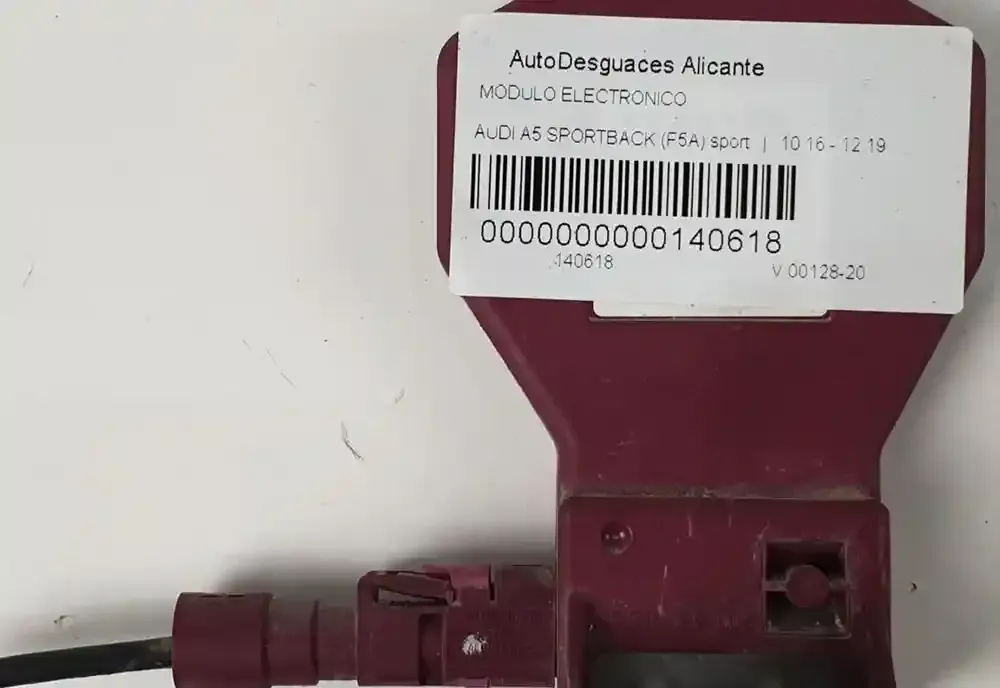 AutoDesguaces Alicante
MODULO ELECTRONICO
AUDI A5 SPORTBACK (F5A) sport | 10 16 - 12 19
0000000000140618
140618 V 00128-20